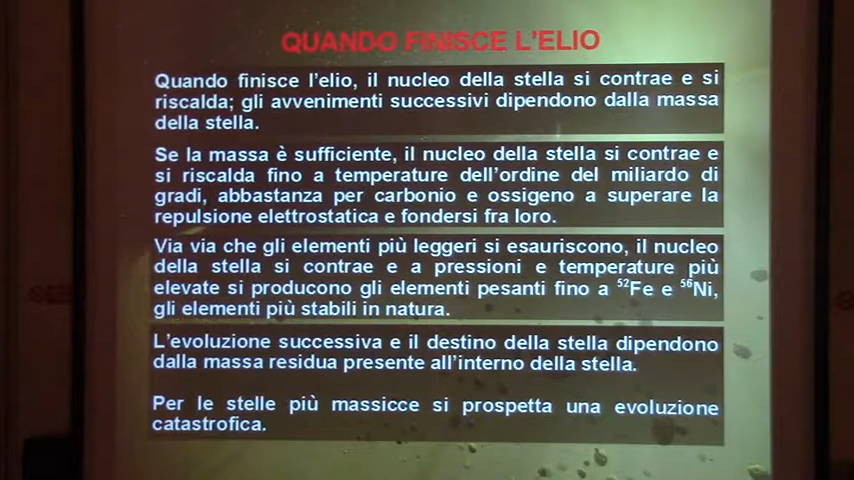 QUANDO FINISCE L'ELIO
Quando finisce l'elio, il nucleo della stella si contrae e si
riscalda; gli avvenimenti successivi dipendono dalla massa
della stella.
Se la massa è sufficiente, il nucleo della stella si contrae e
si riscalda fino a temperature dell'ordine del miliardo di
gradi, abbastanza per carbonio e ossigeno a superare la
repulsione elettrostatica e fondersi fra loro.
Via via che gli elementi più leggeri si esauriscono, il nucleo
della stella si contrae e a pressioni e temperature più
elevate si producono gli elementi pesanti fino a ⁵²Fe e ⁵⁶Ni,
gli elementi più stabili in natura.
L'evoluzione successiva e il destino della stella dipendono
dalla massa residua presente all'interno della stella.
Per le stelle più massicce si prospetta una evoluzione
catastrofica.